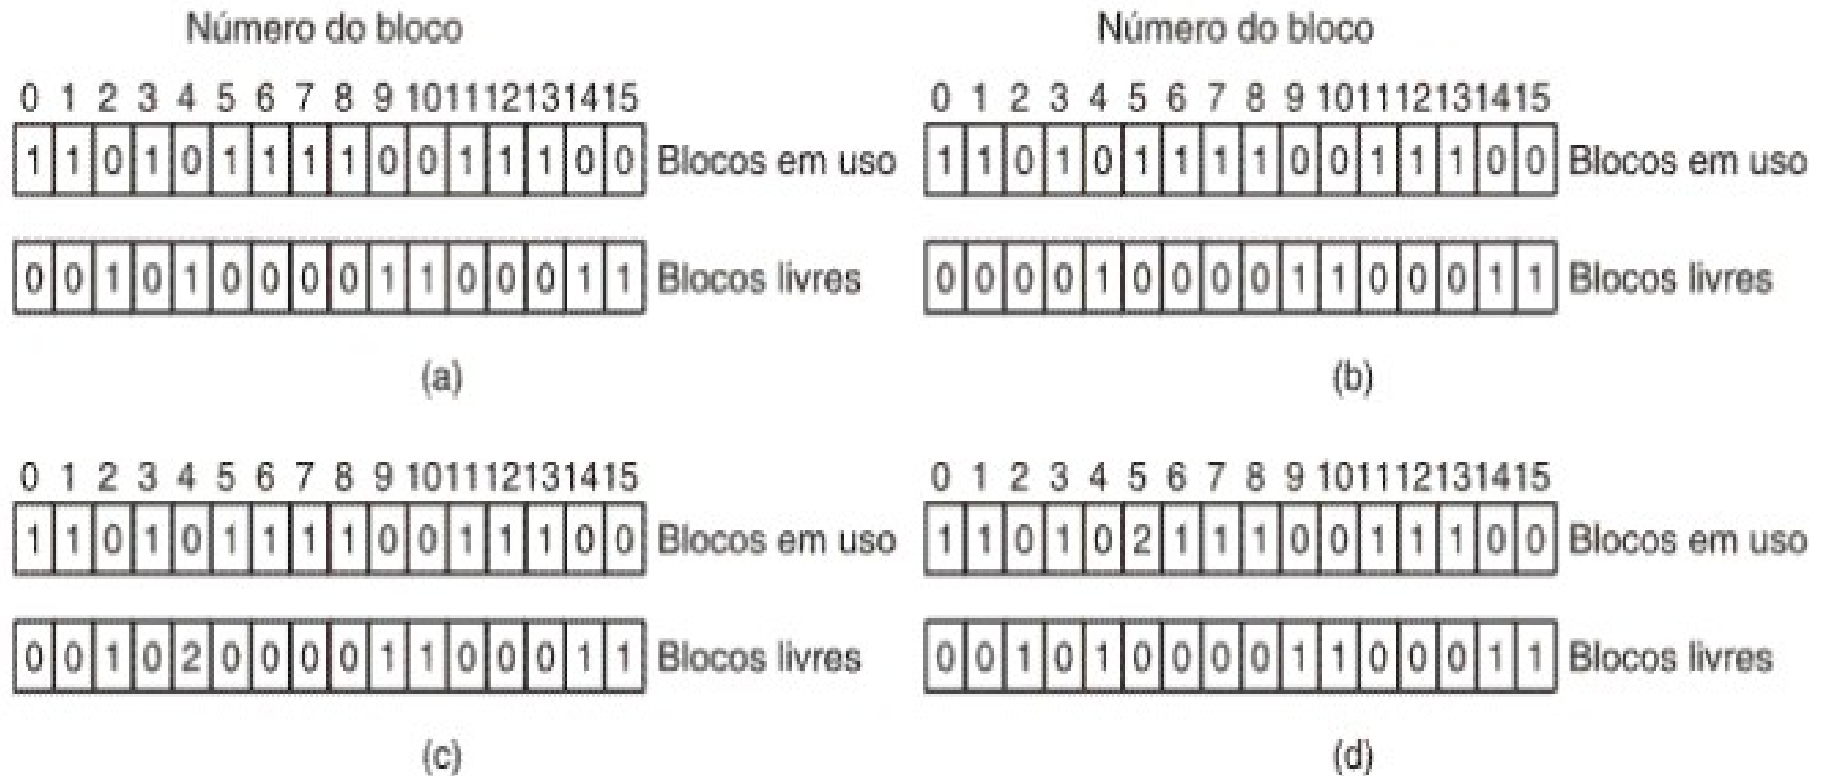 Número do bloco
0 1 2 3 4 5 6 7 8 9 10 11 12 13 14 15
1 1 0 1 0 1 1 1 1 0 0 1 1 1 0 0 Blocos em uso
0 0 1 0 1 0 0 0 0 1 1 0 0 0 1 1 Blocos livres
(a)
Número do bloco
0 1 2 3 4 5 6 7 8 9 10 11 12 13 14 15
1 1 0 1 0 1 1 1 1 0 0 1 1 1 0 0 Blocos em uso
0 0 0 0 1 0 0 0 0 1 1 0 0 0 1 1 Blocos livres
(b)
0 1 2 3 4 5 6 7 8 9 10 11 12 13 14 15
1 1 0 1 0 1 1 1 1 0 0 1 1 1 0 0 Blocos em uso
0 0 1 0 2 0 0 0 0 1 1 0 0 0 1 1 Blocos livres
(c)
0 1 2 3 4 5 6 7 8 9 10 11 12 13 14 15
1 1 0 1 0 2 1 1 1 0 0 1 1 1 0 0 Blocos em uso
0 0 1 0 1 0 0 0 0 1 1 0 0 0 1 1 Blocos livres
(d)